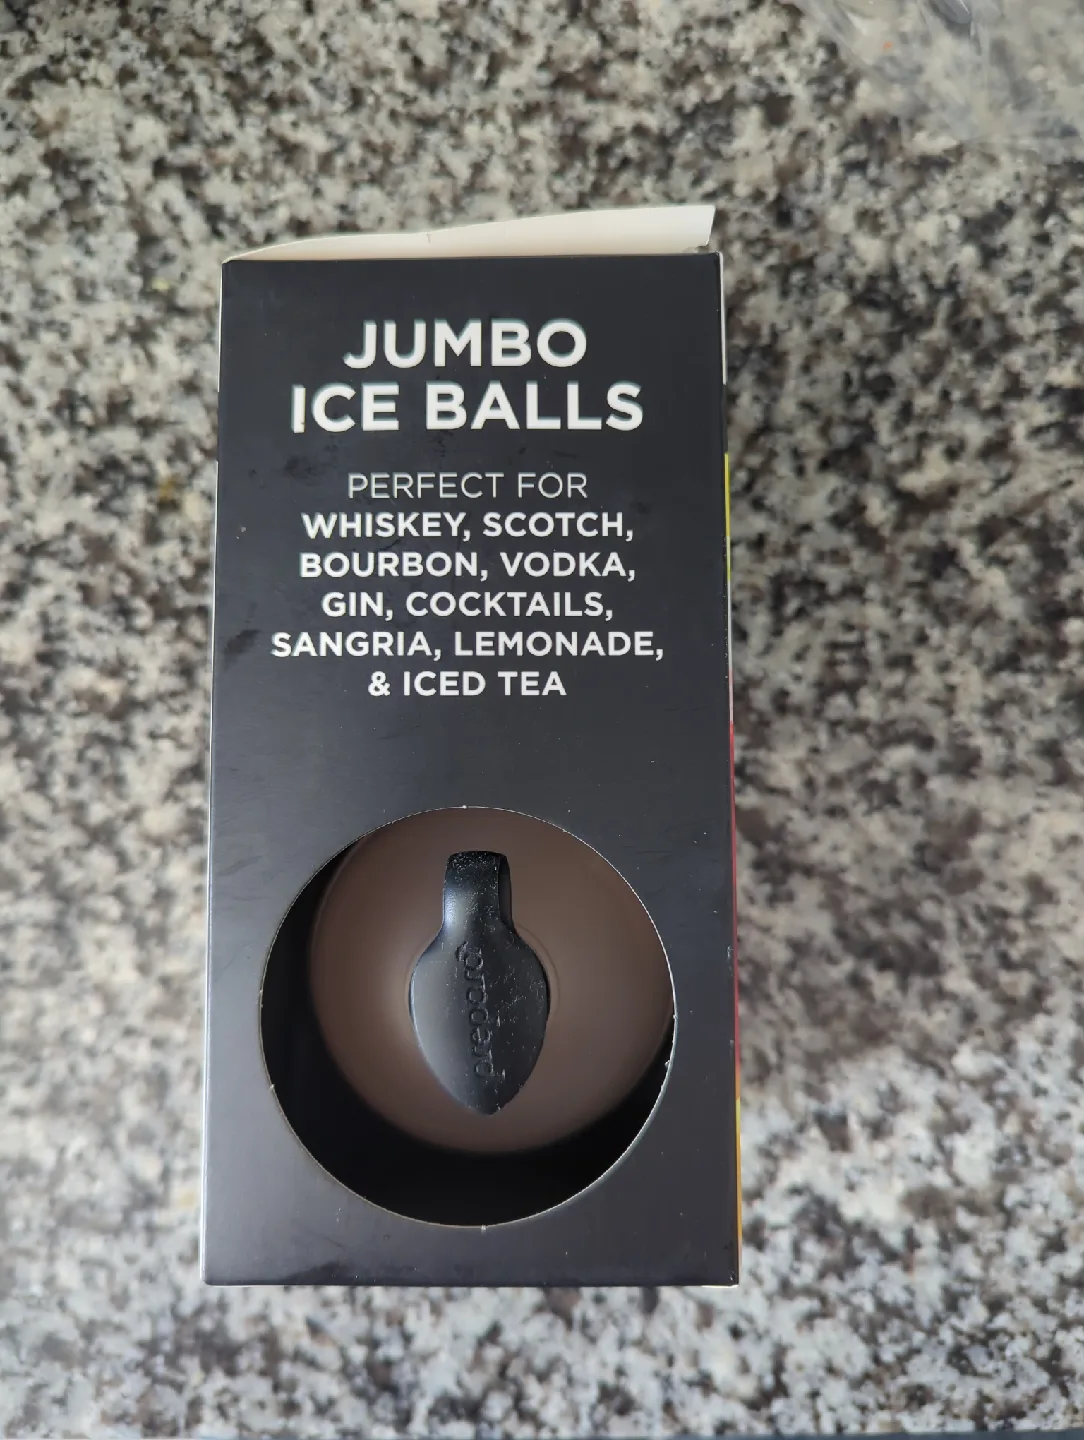 JUMBO
ICE BALLS
PERFECT FOR
WHISKEY, SCOTCH,
BOURBON, VODKA,
GIN, COCKTAILS,
SANGRIA, LEMONADE,
& ICED TEA
prepara